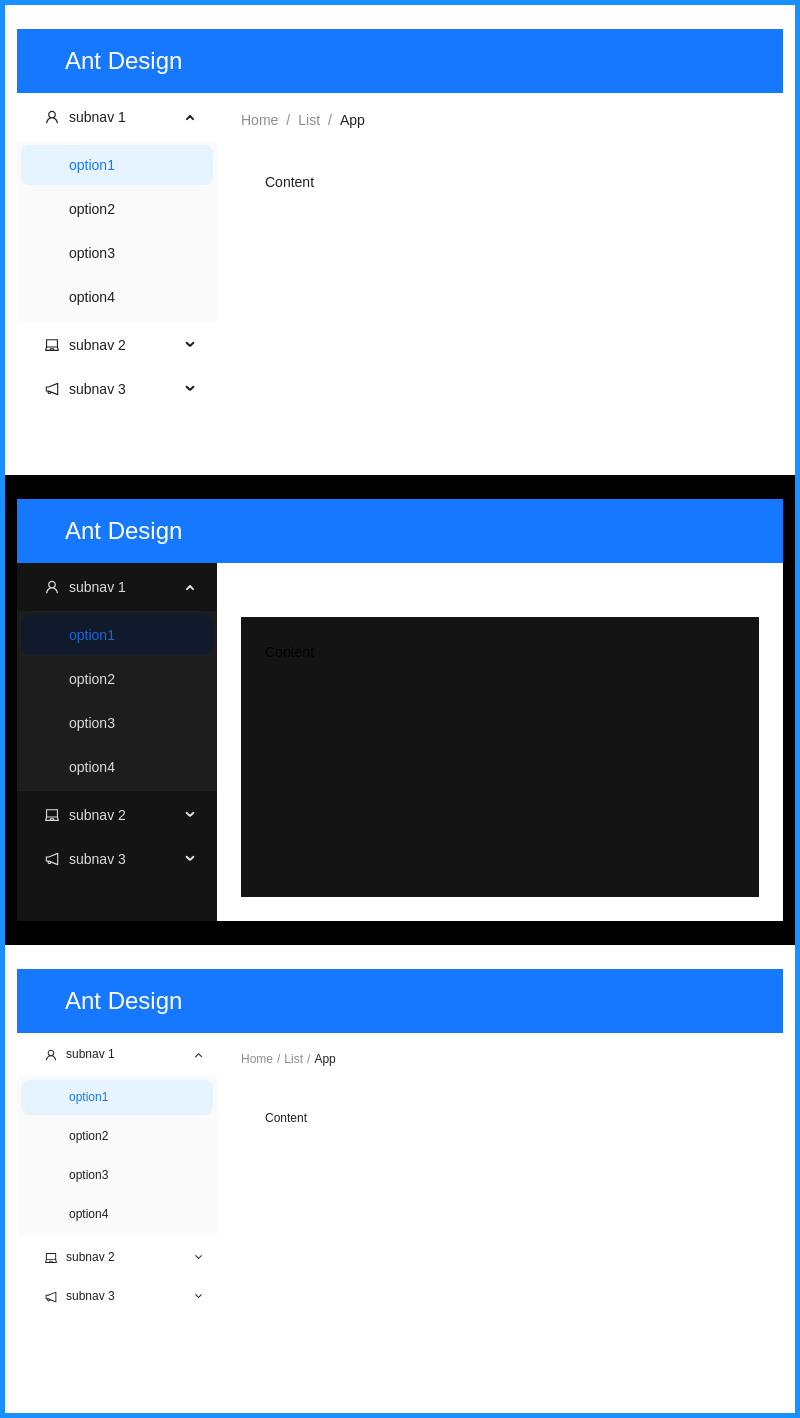 Ant Design
subnav 1
Home / List / App
option1
Content
option2
option3
option4
subnav 2
subnav 3
Ant Design
subnav 1
option1
Content
option2
option3
option4
subnav 2
subnav 3
Ant Design
subnav 1
Home / List / App
option1
Content
option2
option3
option4
subnav 2
subnav 3